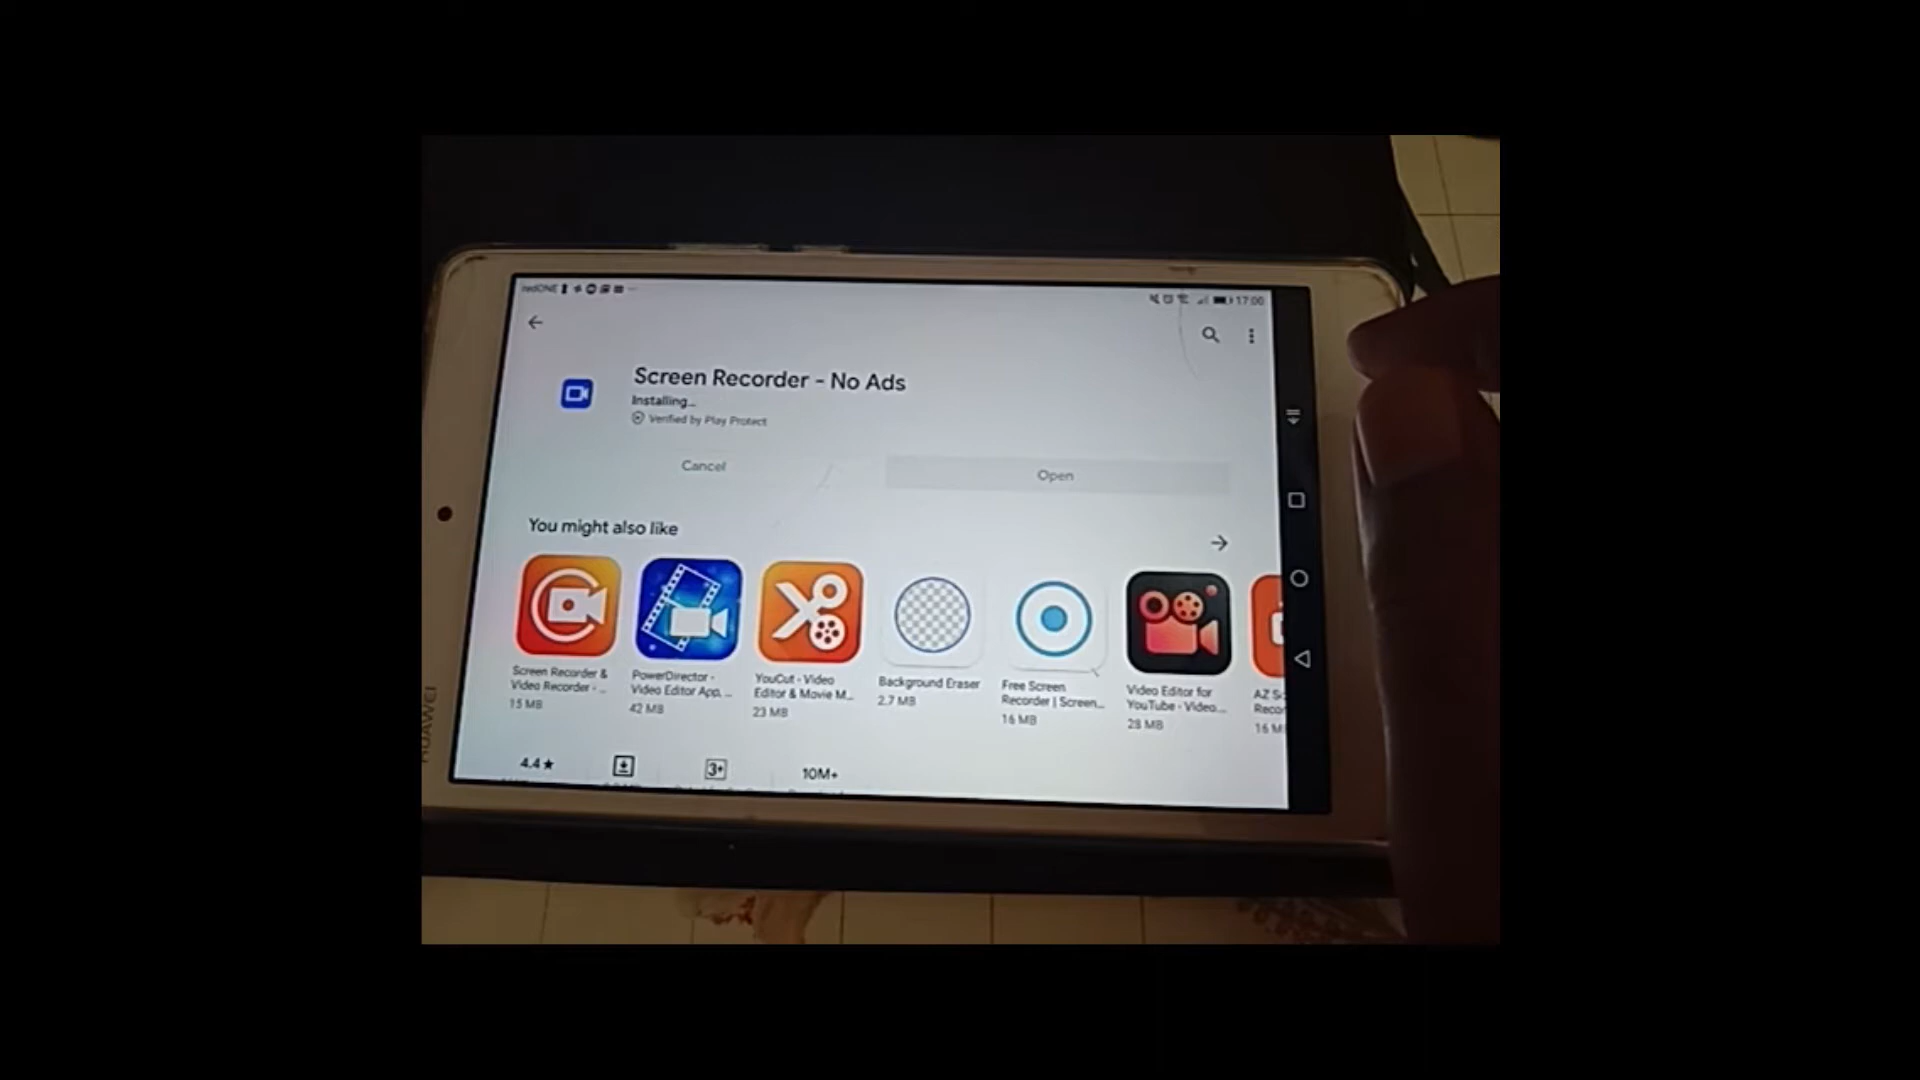 redONE
17:00
Screen Recorder - No Ads
Installing...
Verified by Play Protect
Cancel
Open
You might also like
Screen Recorder &
Video Recorder - ...
15 MB
PowerDirector -
Video Editor App, ...
42 MB
YouCut - Video
Editor & Movie M...
23 MB
Background Eraser
2.7 MB
Free Screen
Recorder | Screen...
16 MB
Video Editor for
YouTube - Video...
28 MB
AZ Sc
Recor
16 M
4.4★
3+
10M+
HUAWEI